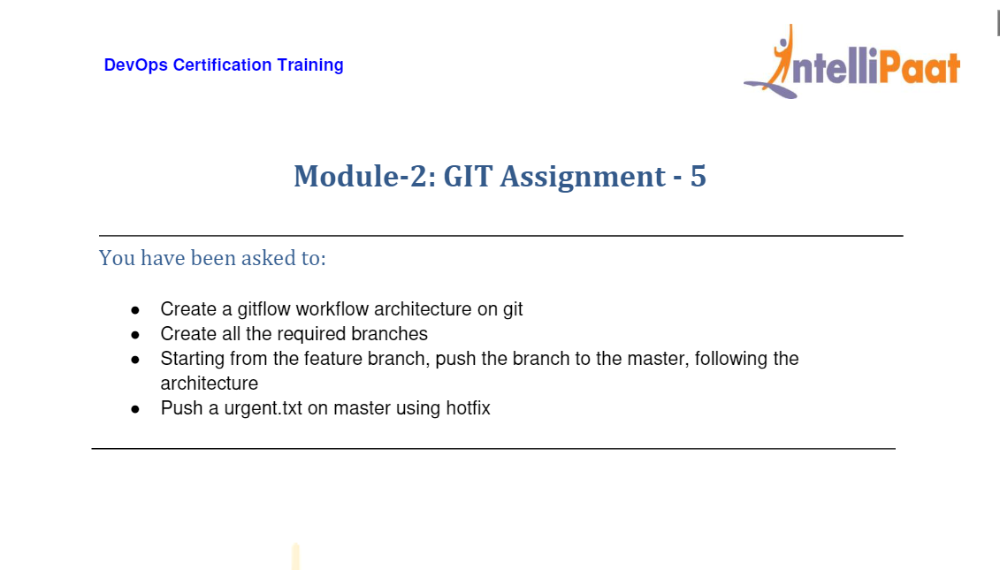 DevOps Certification Training
IntelliPaat
Module-2: GIT Assignment - 5
You have been asked to:
● Create a gitflow workflow architecture on git
● Create all the required branches
● Starting from the feature branch, push the branch to the master, following the
architecture
● Push a urgent.txt on master using hotfix